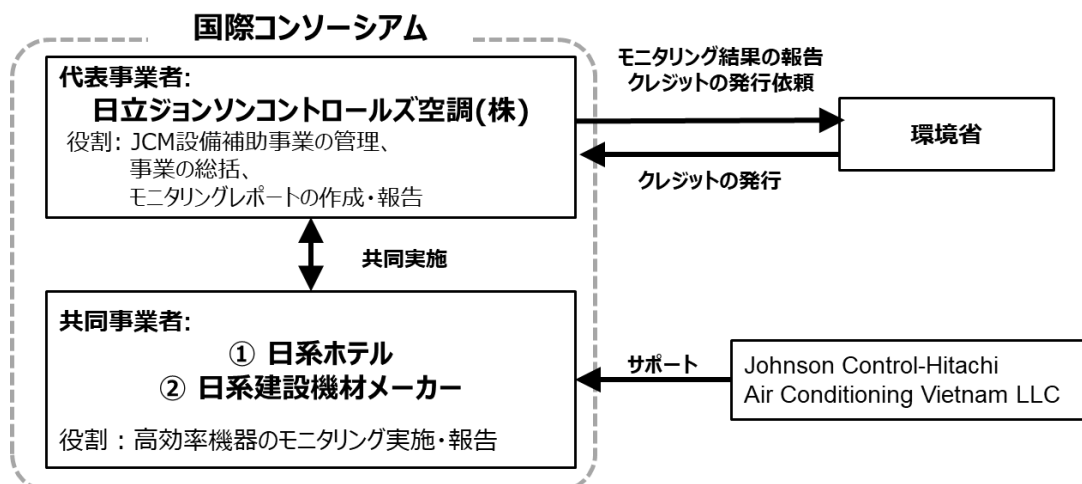 国際コンソーシアム
代表事業者:
日立ジョンソンコントロールズ空調(株)
役割: JCM設備補助事業の管理、
事業の総括、
モニタリングレポートの作成・報告
モニタリング結果の報告
クレジットの発行依頼
環境省
クレジットの発行
共同実施
共同事業者:
① 日系ホテル
② 日系建設機材メーカー
役割：高効率機器のモニタリング実施・報告
サポート
Johnson Control-Hitachi
Air Conditioning Vietnam LLC